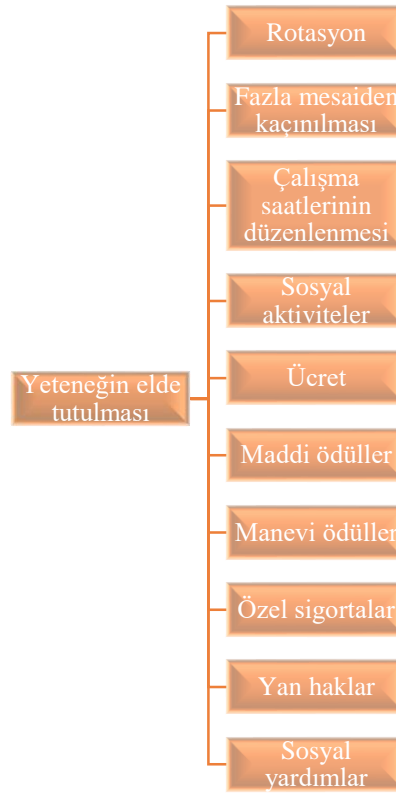 Rotasyon
Fazla mesaiden
kaçınılması
Çalışma
saatlerinin
düzenlenmesi
Sosyal
aktiviteler
Yeteneğin elde
tutulması
Ücret
Maddi ödüller
Manevi ödüller
Özel sigortalar
Yan haklar
Sosyal
yardımlar